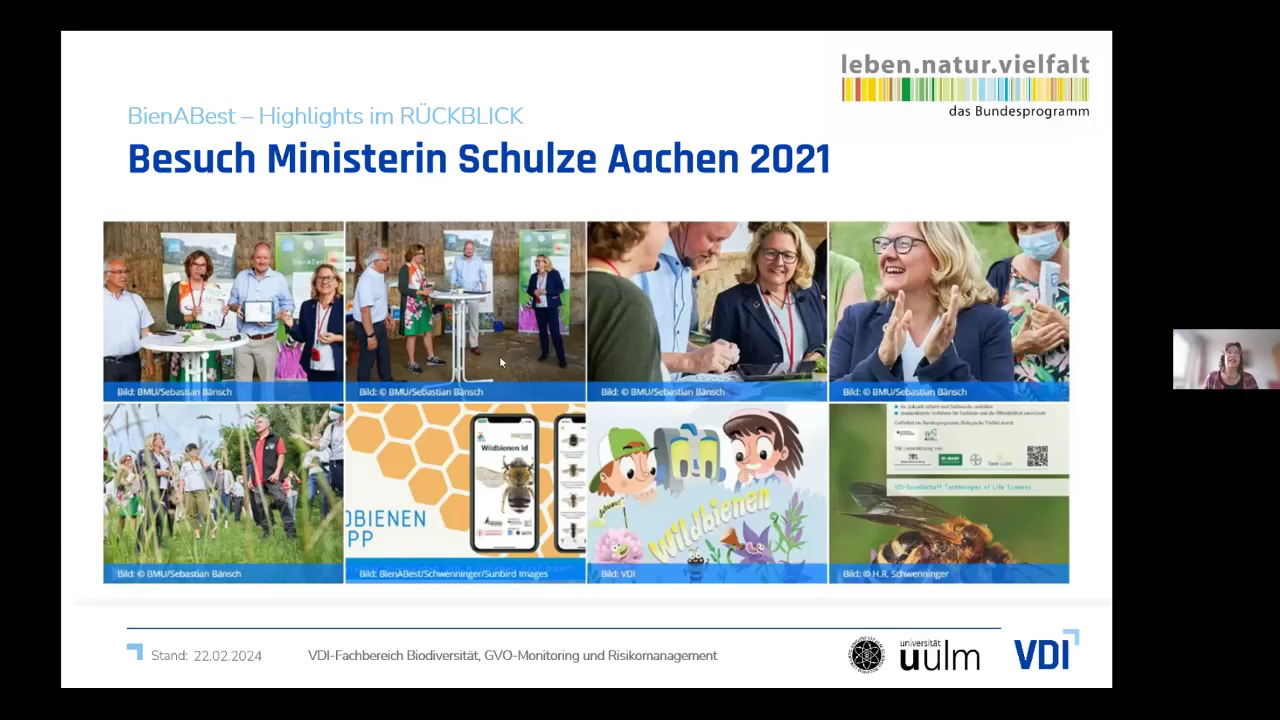 leben.natur.vielfalt
das Bundesprogramm
BienABest – Highlights im RÜCKBLICK
Besuch Ministerin Schulze Aachen 2021
Bild: BMU/Sebastian Bänsch
Bild: © BMU/Sebastian Bänsch
Bild: © BMU/Sebastian Bänsch
Bild: © BMU/Sebastian Bänsch
Bild: © BMU/Sebastian Bänsch
Wildbienen Id
OBIENEN
PP
Bild: BienABest/Schwenninger/Sunbird Images
Wildbienen
Bild: VDI
VDI-Gesellschaft Technologies of Life Sciences
Bild: © H.R. Schwenninger
Stand: 22.02.2024
VDI-Fachbereich Biodiversität, GVO-Monitoring und Risikomanagement
universität
uulm
VDI